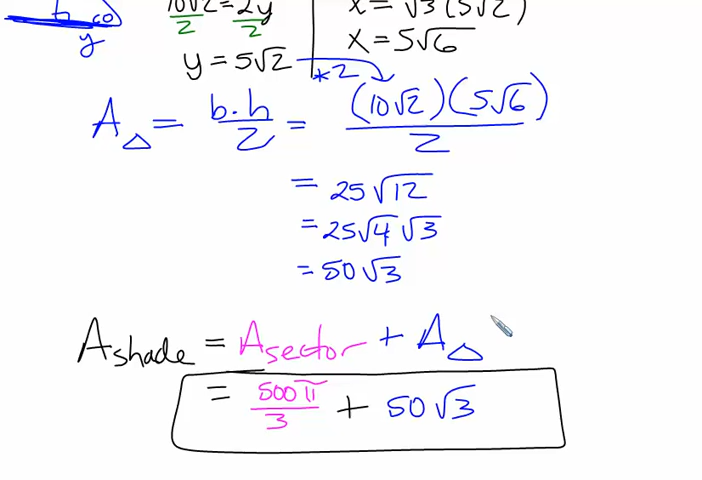 10√2 = 2y
2 2
y = 5√2
*2
x = √3 (5√2)
x = 5√6
60
y
A△ = b·h/2 = (10√2)(5√6)/2
= 25√12
= 25√4 √3
= 50√3
Ashade = Asector + A△
= 500π/3 + 50√3